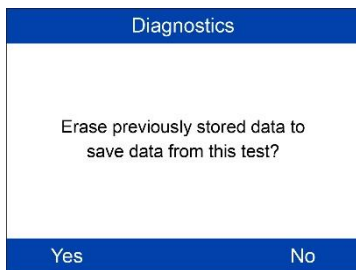 Diagnostics
Erase previously stored data to
save data from this test?
Yes No